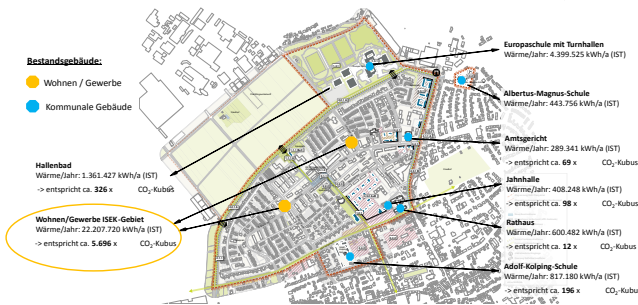 Bestandsgebäude:
Wohnen / Gewerbe
Kommunale Gebäude
Hallenbad
Wärme/Jahr: 1.361.427 kWh/a (IST)
-> entspricht ca. 326 x CO₂-Kubus
Wohnen/Gewerbe ISEK-Gebiet
Wärme/Jahr: 22.207.720 kWh/a (IST)
-> entspricht ca. 5.696 x CO₂-Kubus
Europaschule mit Turnhallen
Wärme/Jahr: 4.399.525 kWh/a (IST)
Albertus-Magnus-Schule
Wärme/Jahr: 443.756 kWh/a (IST)
Amtsgericht
Wärme/Jahr: 289.341 kWh/a (IST)
-> entspricht ca. 69 x CO₂-Kubus
Jahnhalle
Wärme/Jahr: 408.248 kWh/a (IST)
-> entspricht ca. 98 x CO₂-Kubus
Rathaus
Wärme/Jahr: 600.482 kWh/a (IST)
-> entspricht ca. 12 x CO₂-Kubus
Adolf-Kolping-Schule
Wärme/Jahr: 817.180 kWh/a (IST)
-> entspricht ca. 196 x CO₂-Kubu